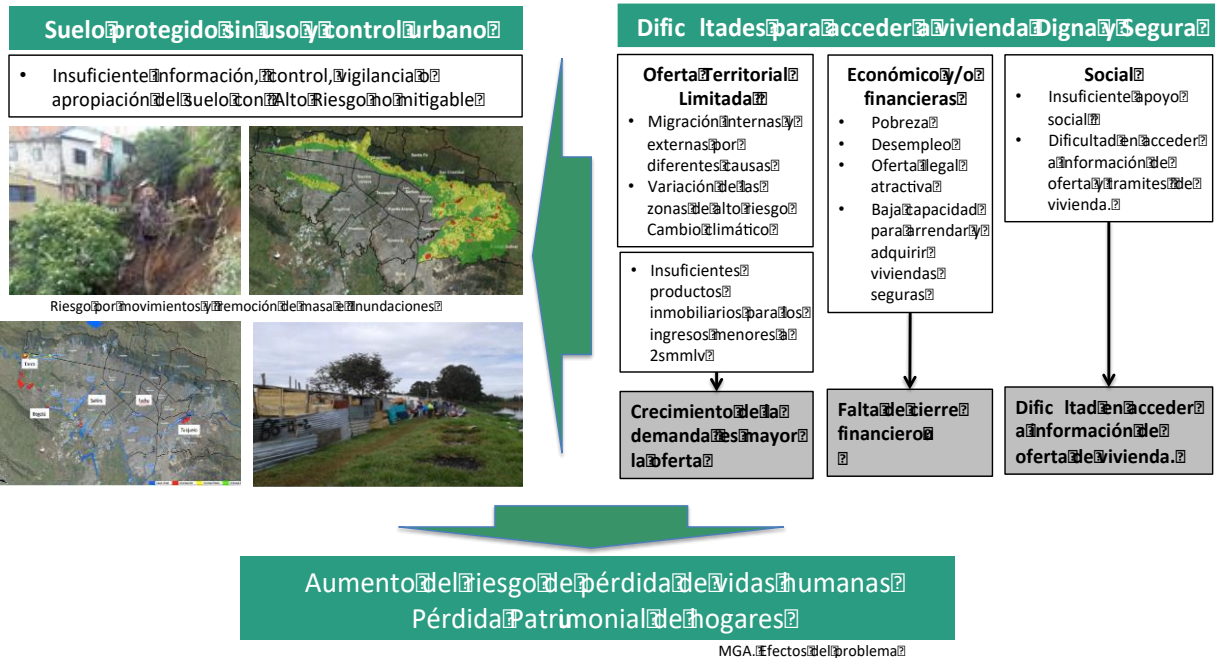 Suelo protegido sin uso y control urbano
• Insuficiente información, control, vigilancia o
apropiación del suelo con Alto Riesgo no mitigable
Riesgo por movimientos y remoción de masa e Inundaciones
Dific ltades para acceder a vivienda Digna y Segura
Oferta Territorial
Limitada
• Migración internas y
externas por
diferentes causas
• Variación de las
zonas de alto riesgo
Cambio climático
• Insuficientes
productos
inmobiliarios para los
ingresos menores a
2smmlv
Crecimiento de la
demanda es mayor
la oferta
Económico y/o
financieras
• Pobreza
• Desempleo
• Oferta legal
atractiva
• Baja capacidad
para arrendar y
adquirir
viviendas
seguras
Falta de cierre
financiero
Social
• Insuficiente apoyo
social
• Dificultad en acceder
a información de
oferta y tramites de
vivienda.
Dific ltad en acceder
a información de
oferta de vivienda.
Aumento del riesgo de pérdida de vidas humanas
Pérdida Patrimonial de hogares
MGA. Efectos del problema